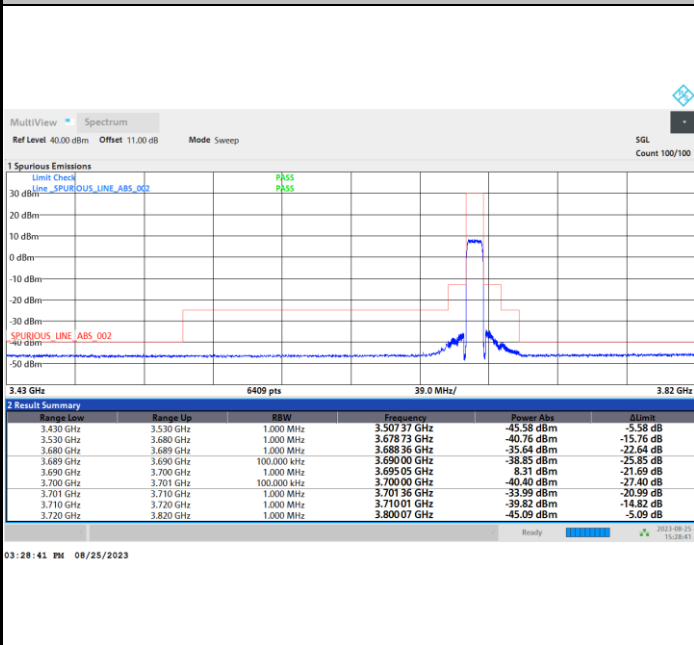 MultiView Spectrum
Ref Level 40.00 dBm Offset 11.00 dB Mode Sweep SGL
Count 100/100
1 Spurious Emissions
Limit Check PASS
Line _SPURIOUS_LINE_ABS_002 PASS
30 dBm
20 dBm
10 dBm
0 dBm
-10 dBm
-20 dBm
-30 dBm
_SPURIOUS_LINE_ABS_002
-40 dBm
-50 dBm
3.43 GHz 6409 pts 39.0 MHz/ 3.82 GHz
2 Result Summary
Range Low Range Up RBW Frequency Power Abs ΔLimit
3.430 GHz 3.530 GHz 1.000 MHz 3.507 37 GHz -45.58 dBm -5.58 dB
3.530 GHz 3.680 GHz 1.000 MHz 3.678 73 GHz -40.76 dBm -15.76 dB
3.680 GHz 3.689 GHz 1.000 MHz 3.688 36 GHz -35.64 dBm -22.64 dB
3.689 GHz 3.690 GHz 100.000 kHz 3.690 00 GHz -38.85 dBm -25.85 dB
3.690 GHz 3.700 GHz 1.000 MHz 3.695 05 GHz 8.31 dBm -21.69 dB
3.700 GHz 3.701 GHz 100.000 kHz 3.700 00 GHz -40.40 dBm -27.40 dB
3.701 GHz 3.710 GHz 1.000 MHz 3.701 36 GHz -33.99 dBm -20.99 dB
3.710 GHz 3.720 GHz 1.000 MHz 3.710 01 GHz -39.82 dBm -14.82 dB
3.720 GHz 3.820 GHz 1.000 MHz 3.800 07 GHz -45.09 dBm -5.09 dB
Ready 2023-08-25
15:28:41
03:28:41 PM 08/25/2023